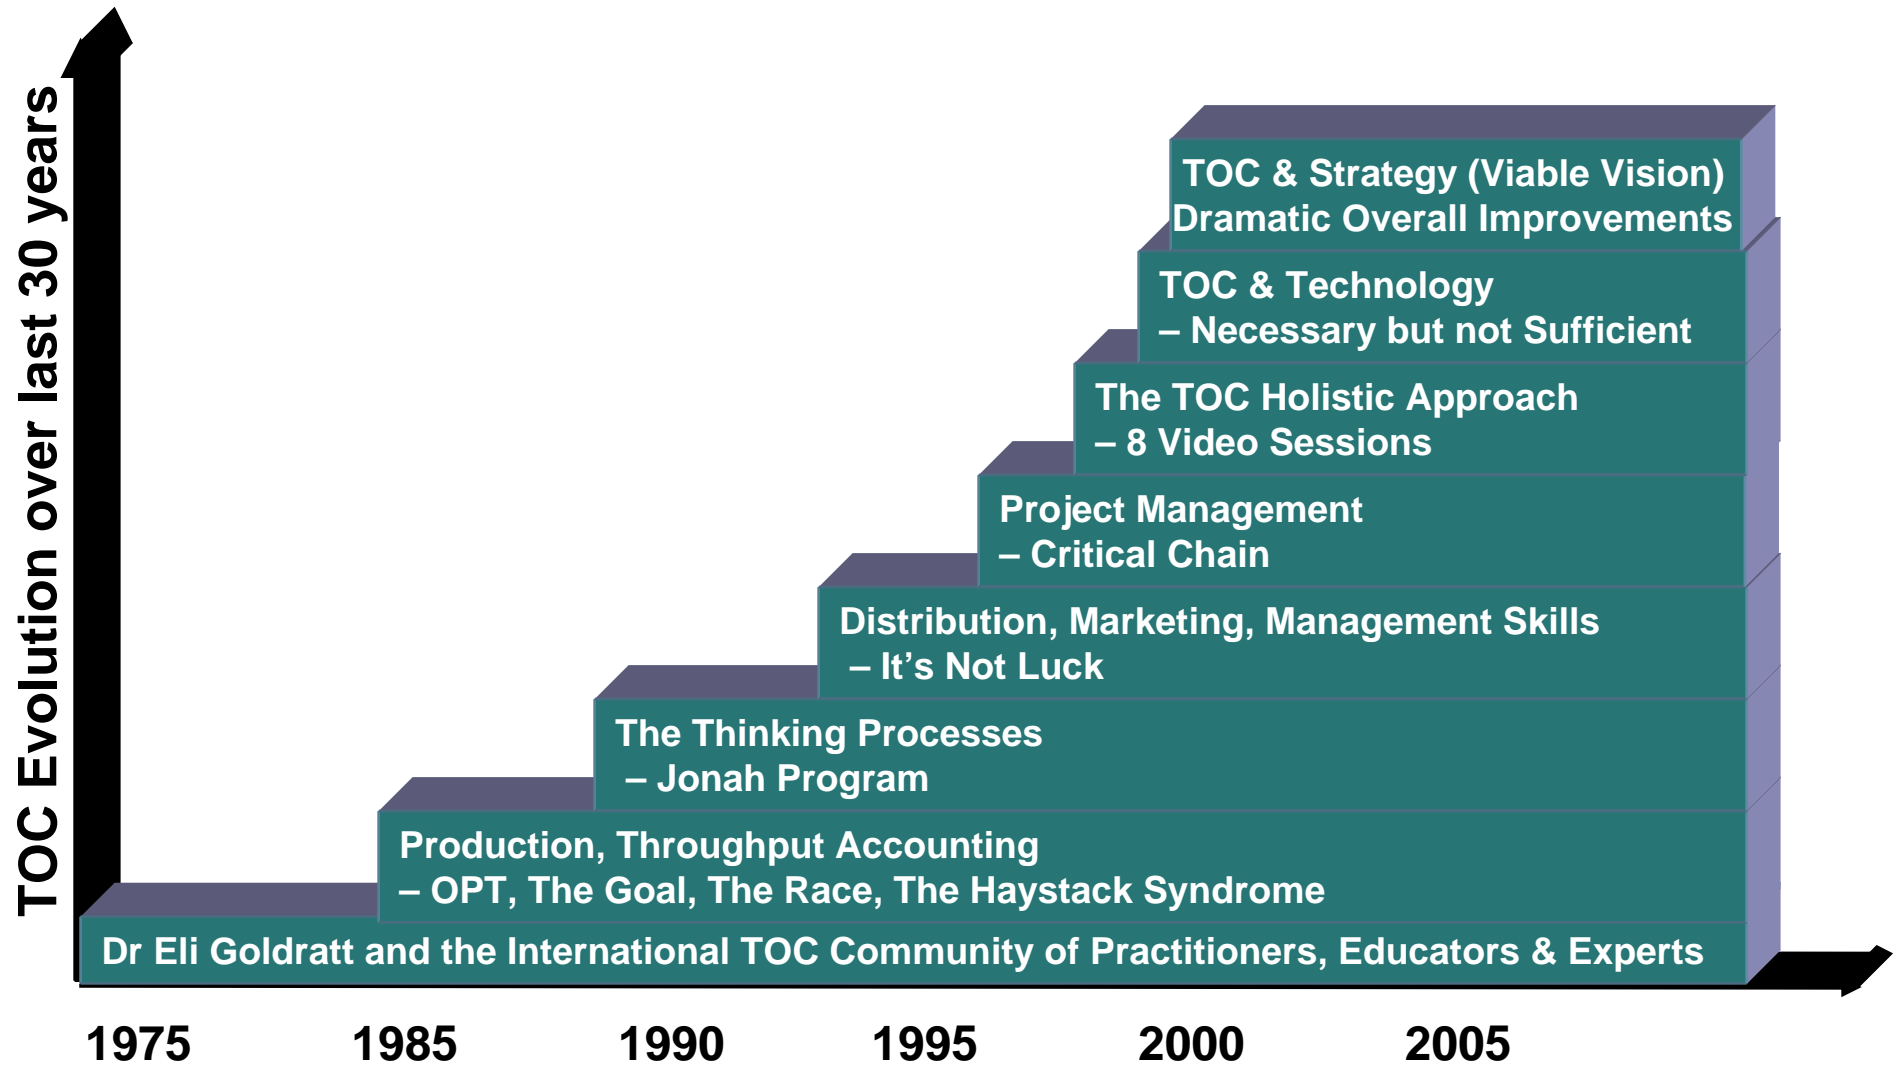 TOC Evolution over last 30 years
TOC & Strategy (Viable Vision)
Dramatic Overall Improvements
TOC & Technology
– Necessary but not Sufficient
The TOC Holistic Approach
– 8 Video Sessions
Project Management
– Critical Chain
Distribution, Marketing, Management Skills
– It’s Not Luck
The Thinking Processes
– Jonah Program
Production, Throughput Accounting
– OPT, The Goal, The Race, The Haystack Syndrome
Dr Eli Goldratt and the International TOC Community of Practitioners, Educators & Experts
1975 1985 1990 1995 2000 2005